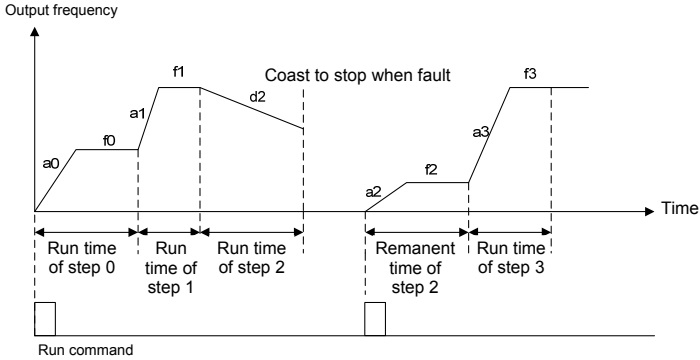 Output frequency
f1
Coast to stop when fault
f3
a1
d2
f0
a3
a0
f2
a2
Time
Run time
of step 0
Run
time of
step 1
Run time
of step 2
Remanent
time of
step 2
Run time
of step 3
Run command